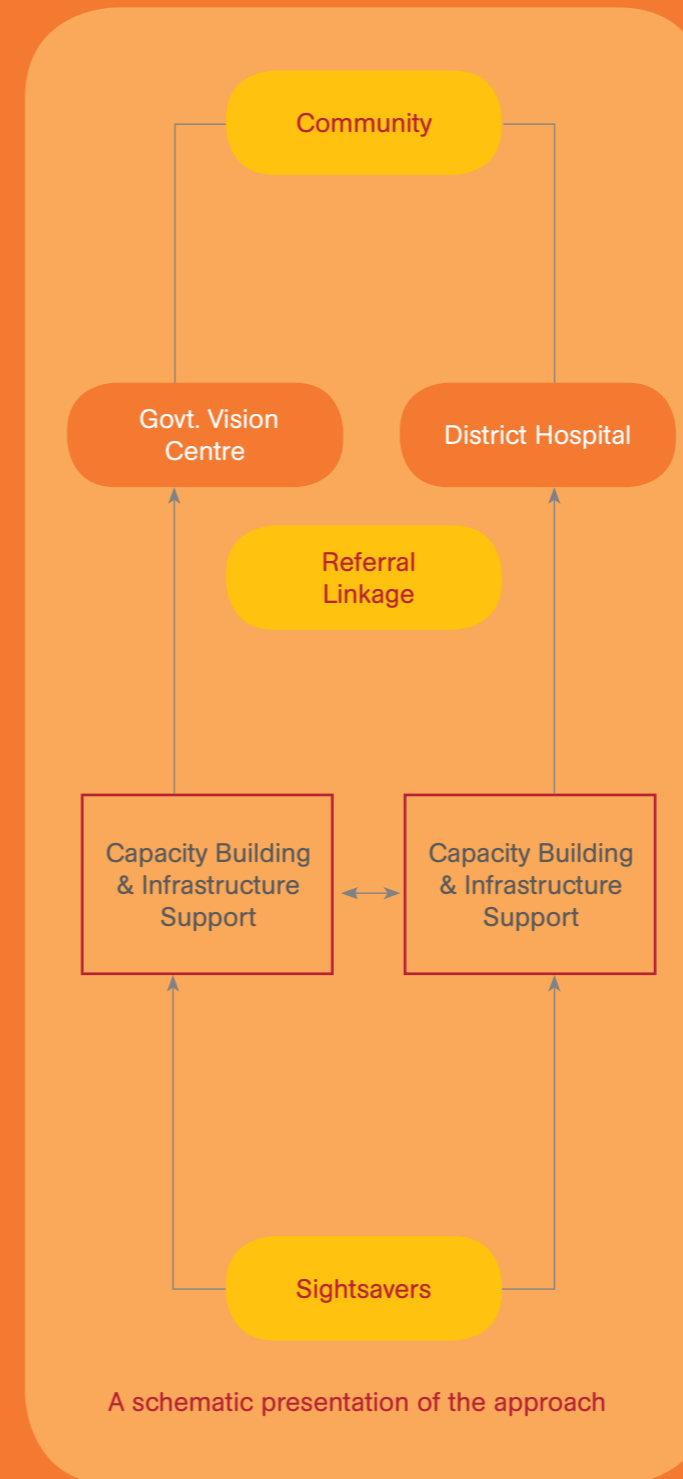 Community
Govt. Vision
Centre
District Hospital
Referral
Linkage
Capacity Building
& Infrastructure
Support
Capacity Building
& Infrastructure
Support
Sightsavers
A schematic presentation of the approach